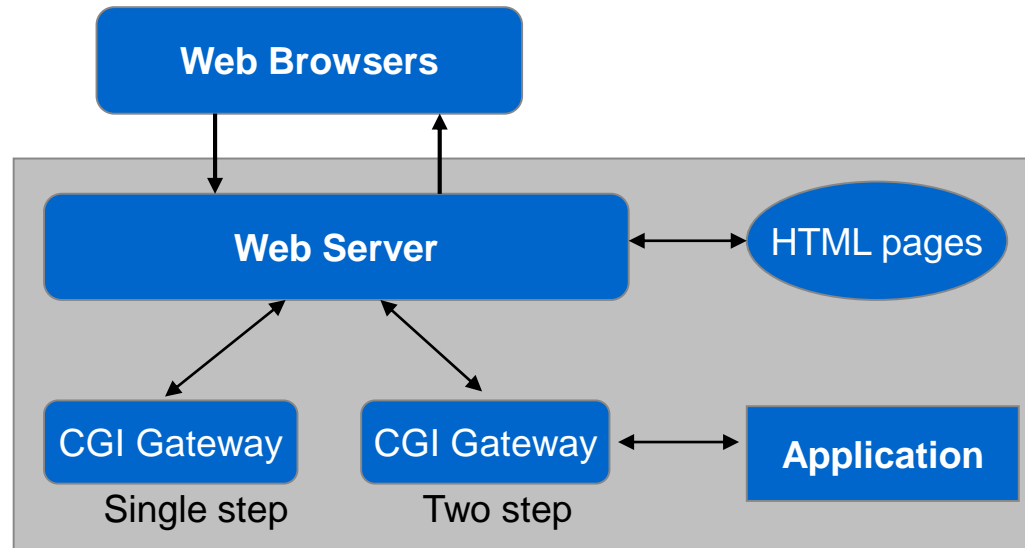 Web Browsers
Web Server
HTML pages
CGI Gateway
CGI Gateway
Application
Single step
Two step